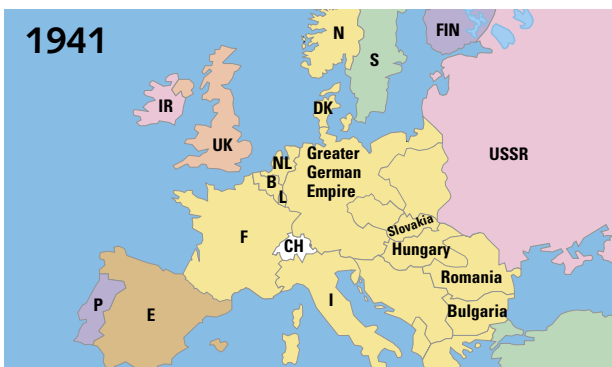 1941
N
S
FIN
IR
DK
UK
NL
Greater
German
Empire
USSR
B
L
Slovakia
F
CH
Hungary
Romania
P
E
I
Bulgaria